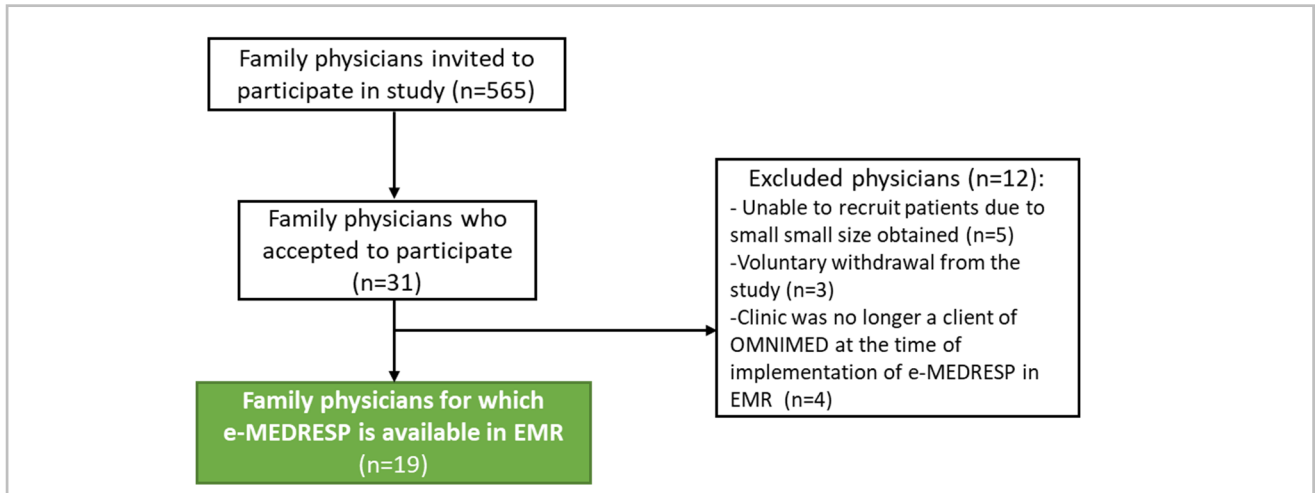 Family physicians invited to
participate in study (n=565)
Family physicians who
accepted to participate
(n=31)
Excluded physicians (n=12):
- Unable to recruit patients due to
small small size obtained (n=5)
-Voluntary withdrawal from the
study (n=3)
-Clinic was no longer a client of
OMNIMED at the time of
implementation of e-MEDRESP in
EMR (n=4)
Family physicians for which
e-MEDRESP is available in EMR
(n=19)